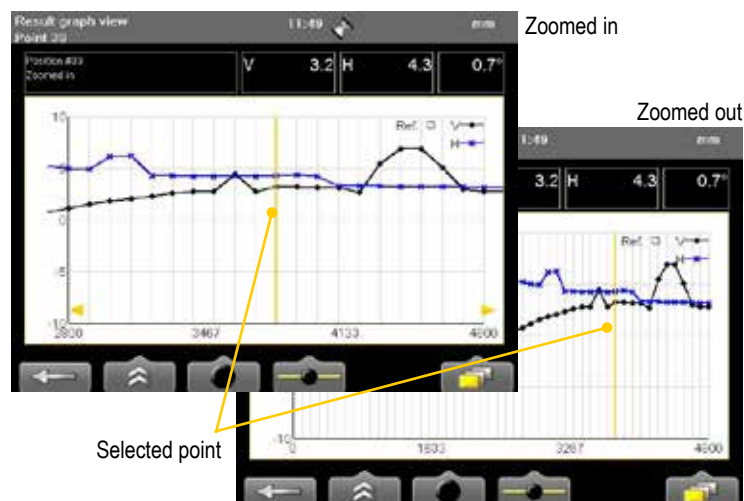 Result graph view
Point 39
11:49
mm
Position #39
Zoomed in
V 3.2 H 4.3 0.7°
10
5
0
-5
-10
Ref. V
H
2800 3467 4133 4800
Zoomed in
Zoomed out
1:49
mm
3.2 H 4.3 0.7°
Ref. V
H
-10
0 1633 3267 4900
Selected point